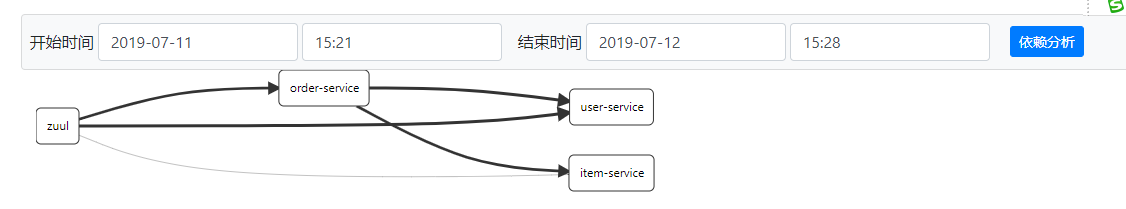 开始时间 2019-07-11 15:21 结束时间 2019-07-12 15:28 依赖分析
order-service
user-service
zuul
item-service